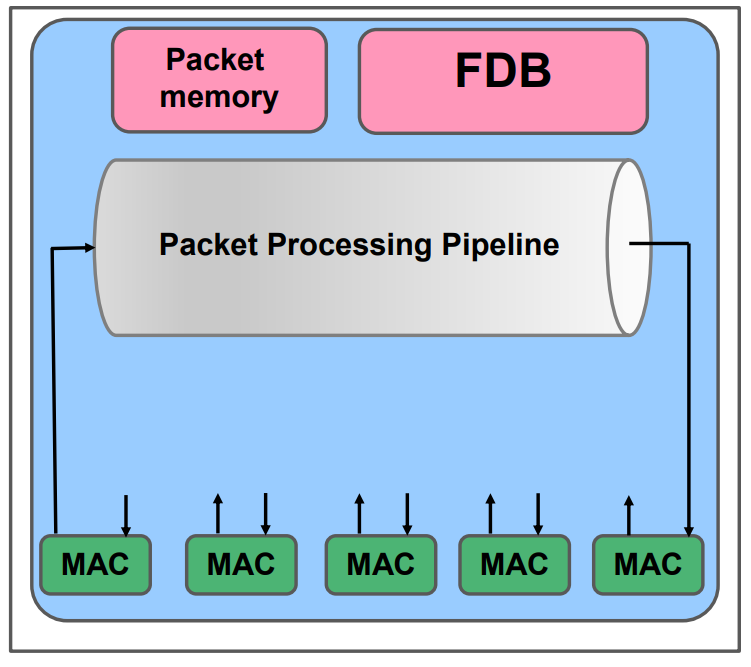 Packet
memory
FDB
Packet Processing Pipeline
MAC
MAC
MAC
MAC
MAC